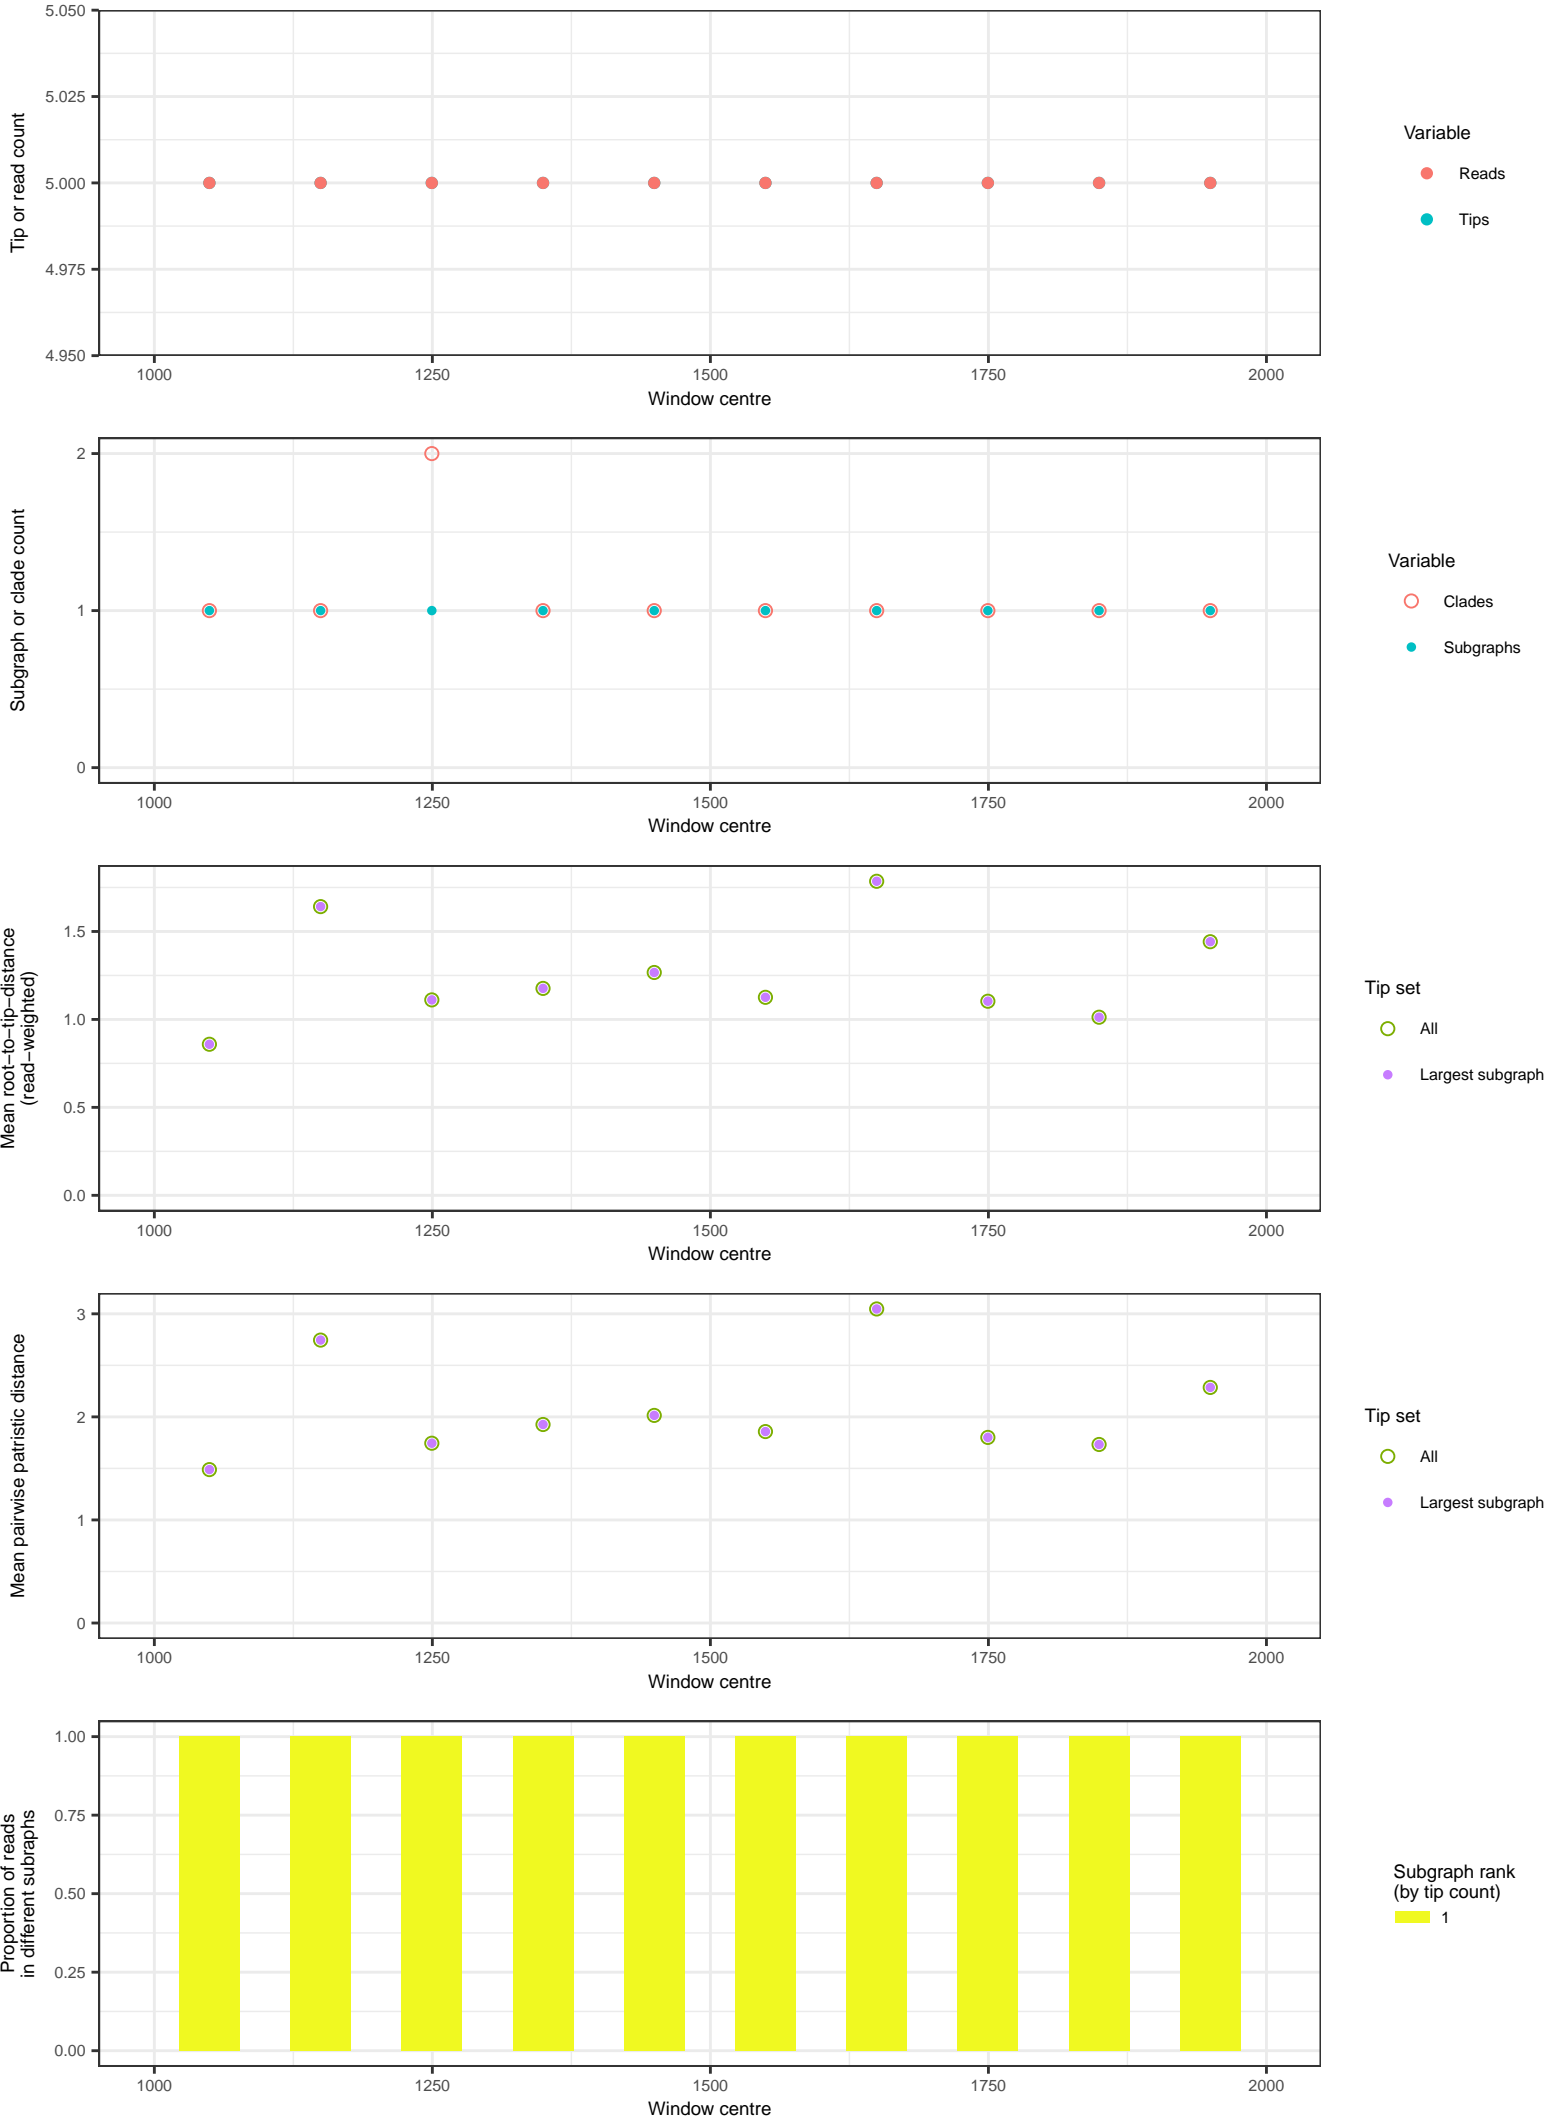 5.050
5.025
5.000
4.975
4.950
Tip or read count
1000 1250 1500 1750 2000
Window centre
Variable
Reads
Tips
2
1
0
Subgraph or clade count
1000 1250 1500 1750 2000
Window centre
Variable
Clades
Subgraphs
1.5
1.0
0.5
0.0
Mean root−to−tip−distance
(read−weighted)
1000 1250 1500 1750 2000
Window centre
Tip set
All
Largest subgraph
3
2
1
0
Mean pairwise patristic distance
1000 1250 1500 1750 2000
Window centre
Tip set
All
Largest subgraph
1.00
0.75
0.50
0.25
0.00
Proportion of reads
in different subraphs
1000 1250 1500 1750 2000
Window centre
Subgraph rank
(by tip count)
1